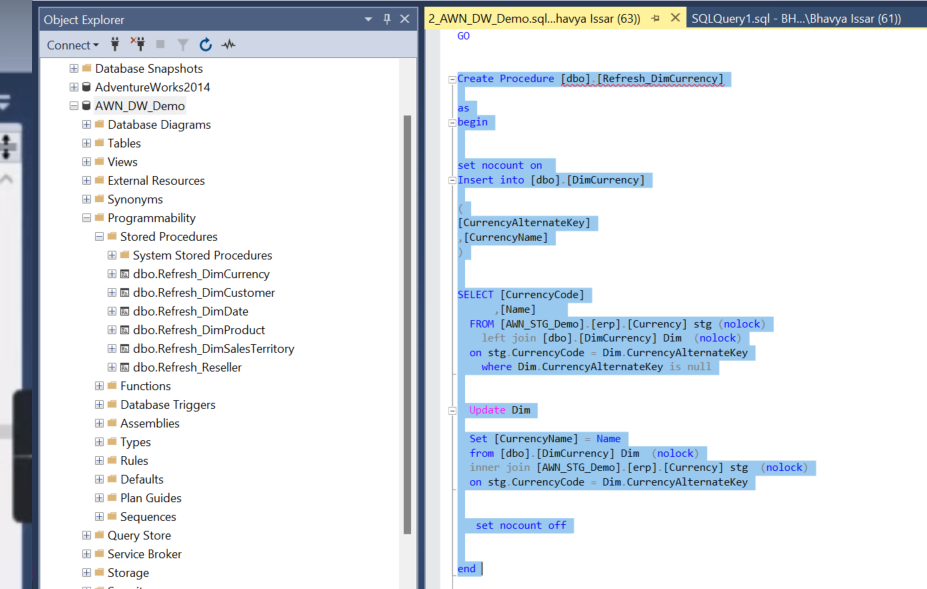 Object Explorer
Connect
Database Snapshots
AdventureWorks2014
AWN_DW_Demo
Database Diagrams
Tables
Views
External Resources
Synonyms
Programmability
Stored Procedures
System Stored Procedures
dbo.Refresh_DimCurrency
dbo.Refresh_DimCustomer
dbo.Refresh_DimDate
dbo.Refresh_DimProduct
dbo.Refresh_DimSalesTerritory
dbo.Refresh_Reseller
Functions
Database Triggers
Assemblies
Types
Rules
Defaults
Plan Guides
Sequences
Query Store
Service Broker
Storage
2_AWN_DW_Demo.sql...havya Issar (63)) SQLQuery1.sql - BH...\Bhavya Issar (61))
GO
Create Procedure [dbo].[Refresh_DimCurrency]
as
begin
set nocount on
Insert into [dbo].[DimCurrency]
(
[CurrencyAlternateKey]
,[CurrencyName]
)
SELECT [CurrencyCode]
,[Name]
FROM [AWN_STG_Demo].[erp].[Currency] stg (nolock)
left join [dbo].[DimCurrency] Dim (nolock)
on stg.CurrencyCode = Dim.CurrencyAlternateKey
where Dim.CurrencyAlternateKey is null
Update Dim
Set [CurrencyName] = Name
from [dbo].[DimCurrency] Dim (nolock)
inner join [AWN_STG_Demo].[erp].[Currency] stg (nolock)
on stg.CurrencyCode = Dim.CurrencyAlternateKey
set nocount off
end